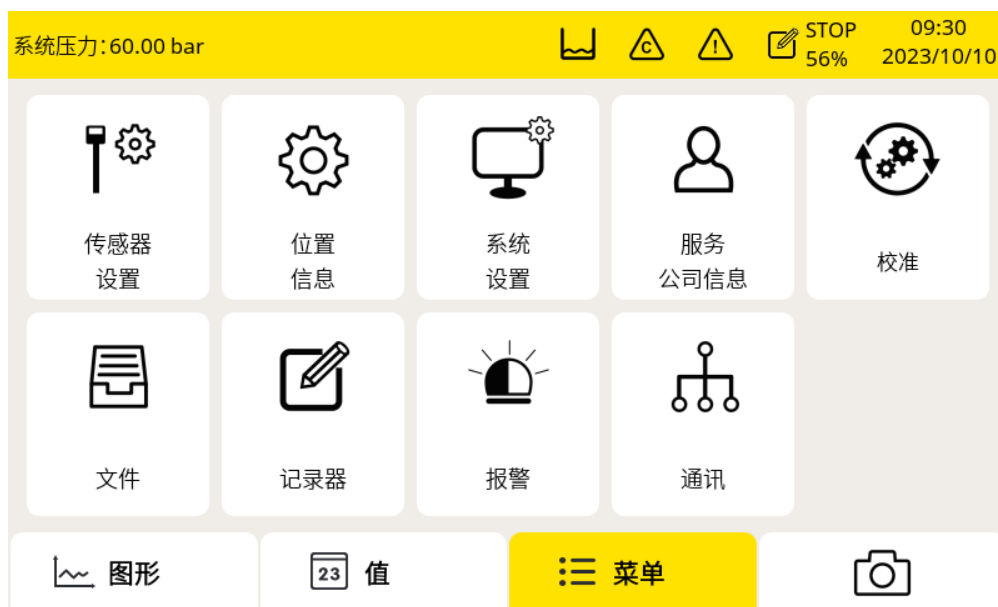 系统压力:60.00 bar
C
!
STOP
56%
09:30
2023/10/10
传感器
设置
位置
信息
系统
设置
服务
公司信息
校准
文件
记录器
报警
通讯
图形
23
值
菜单